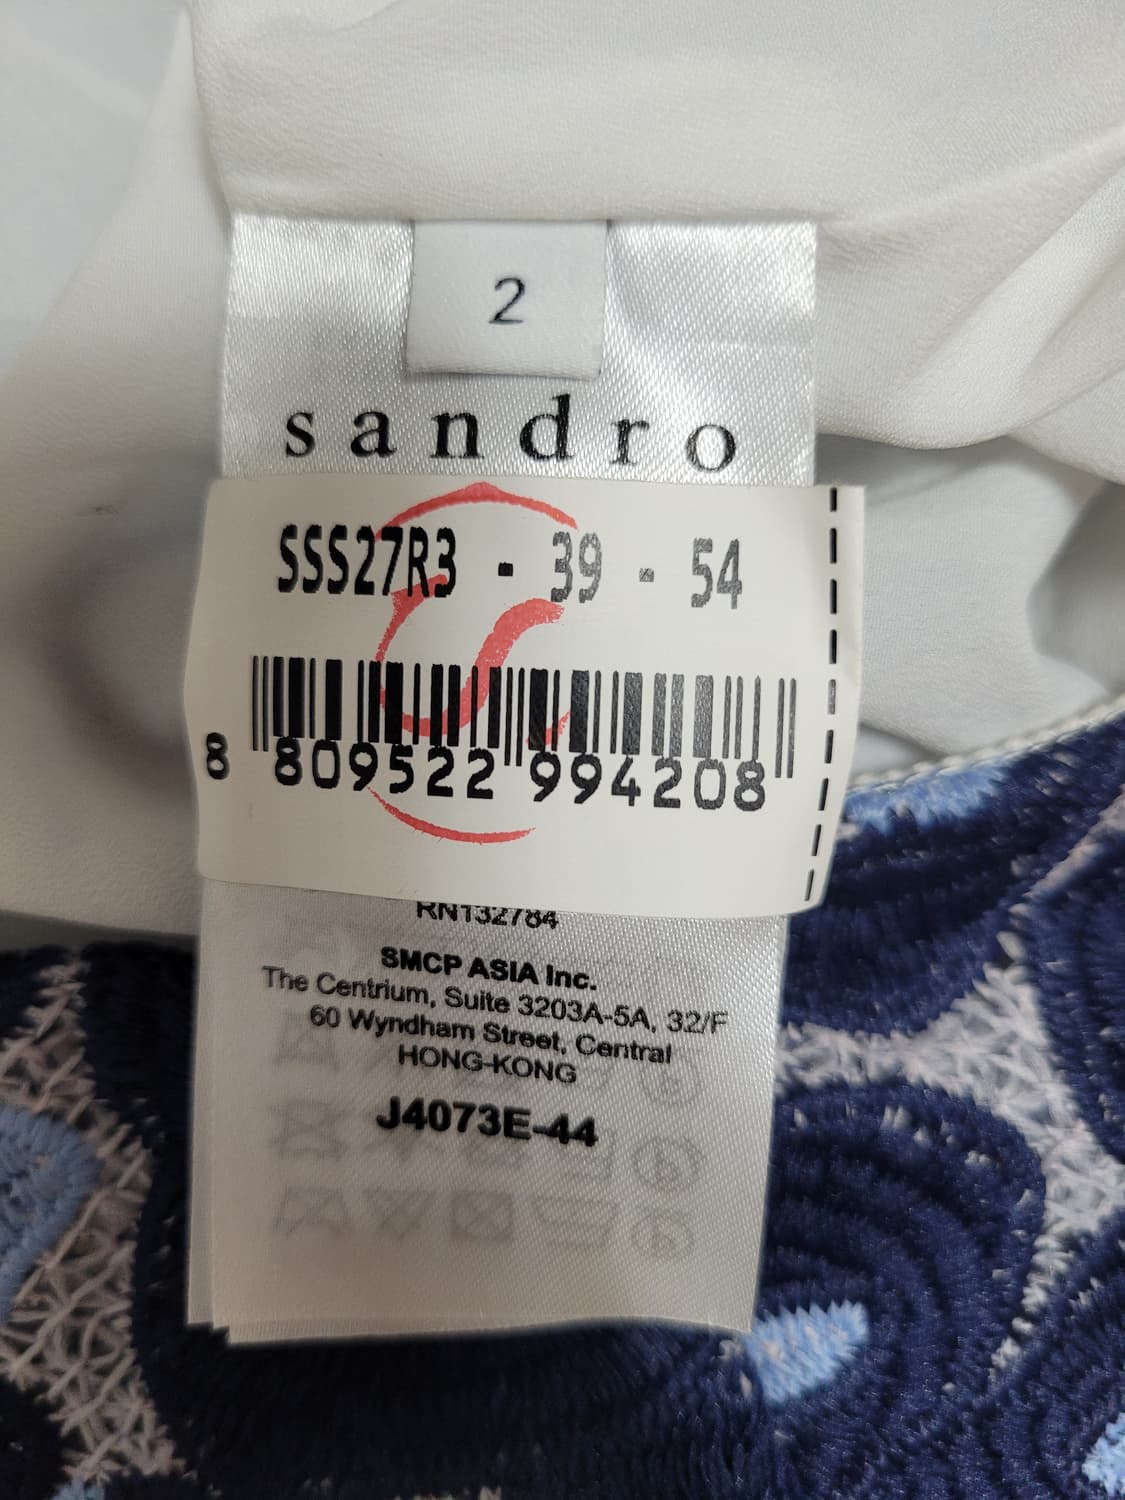 2
sandro
SSS27R3 - 39 - 54
8 809522 994208
RN132784
SMCP ASIA Inc.
The Centrium, Suite 3203A-5A, 32/F
60 Wyndham Street, Central
HONG-KONG
J4073E-44